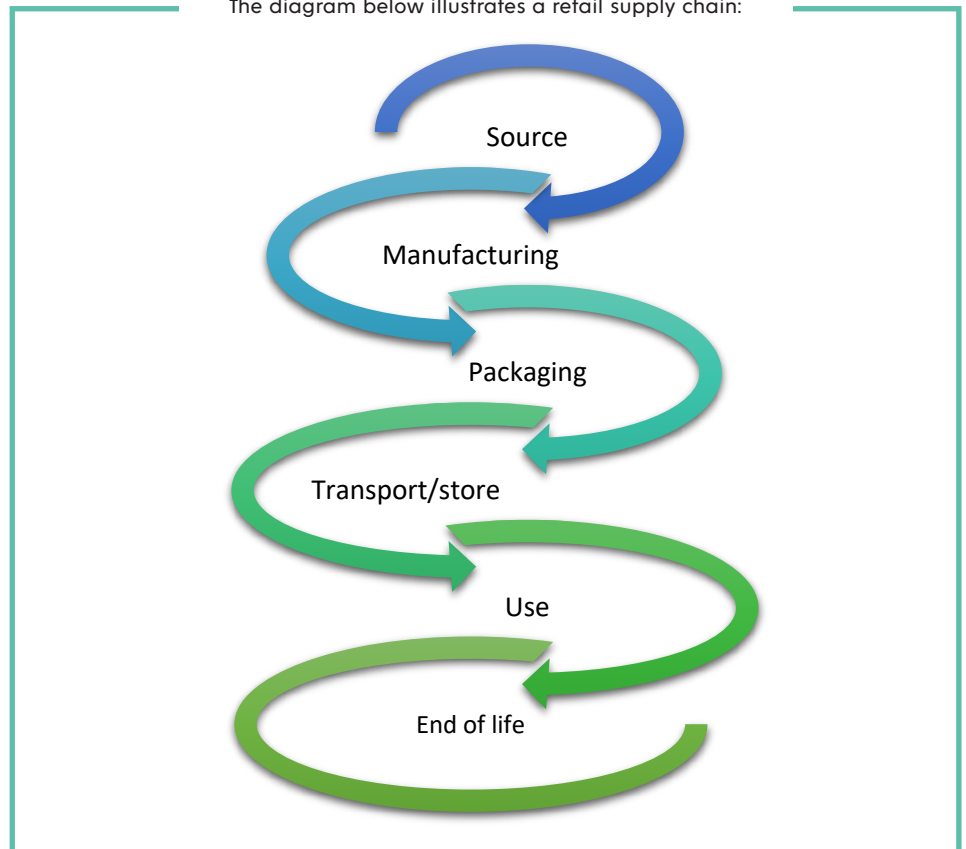 The diagram below illustrates a retail supply chain:
Source
Manufacturing
Packaging
Transport/store
Use
End of life